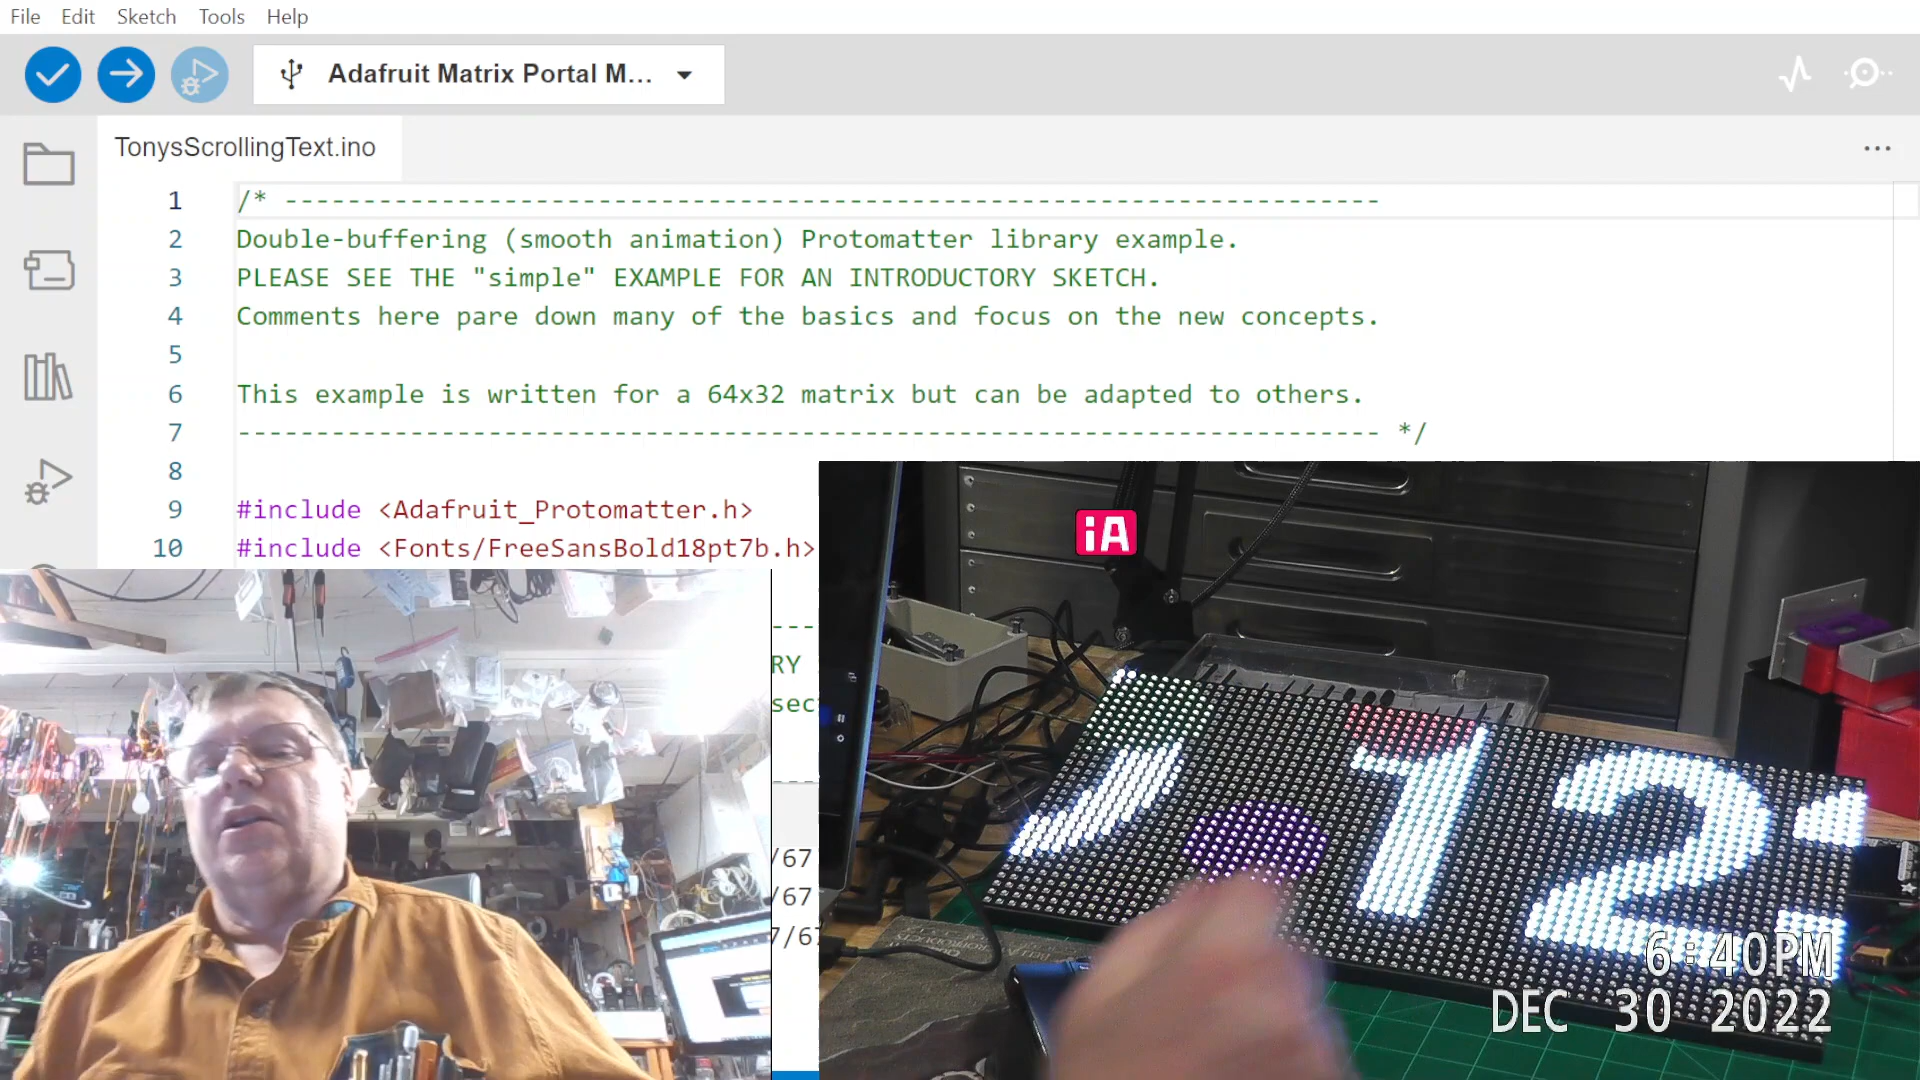 File Edit Sketch Tools Help
Adafruit Matrix Portal M...
TonysScrollingText.ino
1 /* ----------------------------------------------------------------------
2 Double-buffering (smooth animation) Protomatter library example.
3 PLEASE SEE THE "simple" EXAMPLE FOR AN INTRODUCTORY SKETCH.
4 Comments here pare down many of the basics and focus on the new concepts.
5
6 This example is written for a 64x32 matrix but can be adapted to others.
7 ------------------------------------------------------------------------- */
8
9 #include <Adafruit_Protomatter.h>
10 #include <Fonts/FreeSansBold18pt7b.h>
---
RY
sec
---
/67
/67
7/67
iA
12
6:40PM
DEC 30 2022